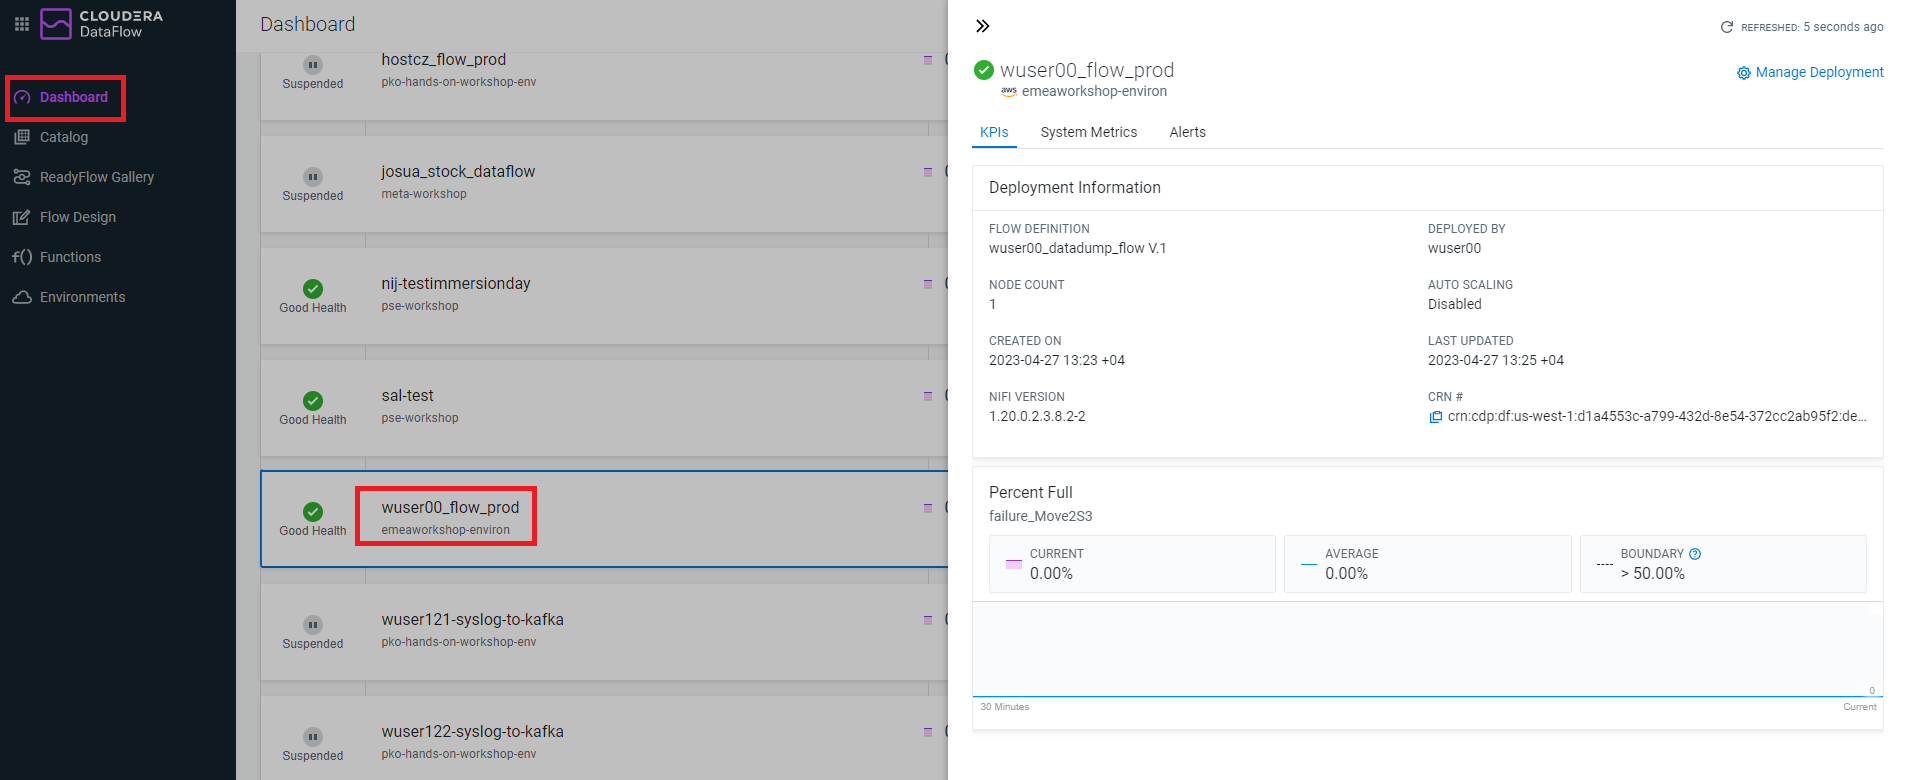 CLOUDERA
DataFlow
Dashboard
Catalog
ReadyFlow Gallery
Flow Design
f() Functions
Environments
Dashboard
hostcz_flow_prod
Suspended
pko-hands-on-workshop-env
josua_stock_dataflow
Suspended
meta-workshop
nij-testimmersionday
Good Health
pse-workshop
sal-test
Good Health
pse-workshop
wuser00_flow_prod
Good Health
emeaworkshop-environ
wuser121-syslog-to-kafka
Suspended
pko-hands-on-workshop-env
wuser122-syslog-to-kafka
Suspended
pko-hands-on-workshop-env
REFRESHED: 5 seconds ago
wuser00_flow_prod
aws emeaworkshop-environ
Manage Deployment
KPIs System Metrics Alerts
Deployment Information
FLOW DEFINITION
wuser00_datadump_flow V.1
DEPLOYED BY
wuser00
NODE COUNT
1
AUTO SCALING
Disabled
CREATED ON
2023-04-27 13:23 +04
LAST UPDATED
2023-04-27 13:25 +04
NIFI VERSION
1.20.0.2.3.8.2-2
CRN #
crn:cdp:df:us-west-1:d1a4553c-a799-432d-8e54-372cc2ab95f2:de...
Percent Full
failure_Move2S3
CURRENT
0.00%
AVERAGE
0.00%
BOUNDARY ?
> 50.00%
0
30 Minutes
Current